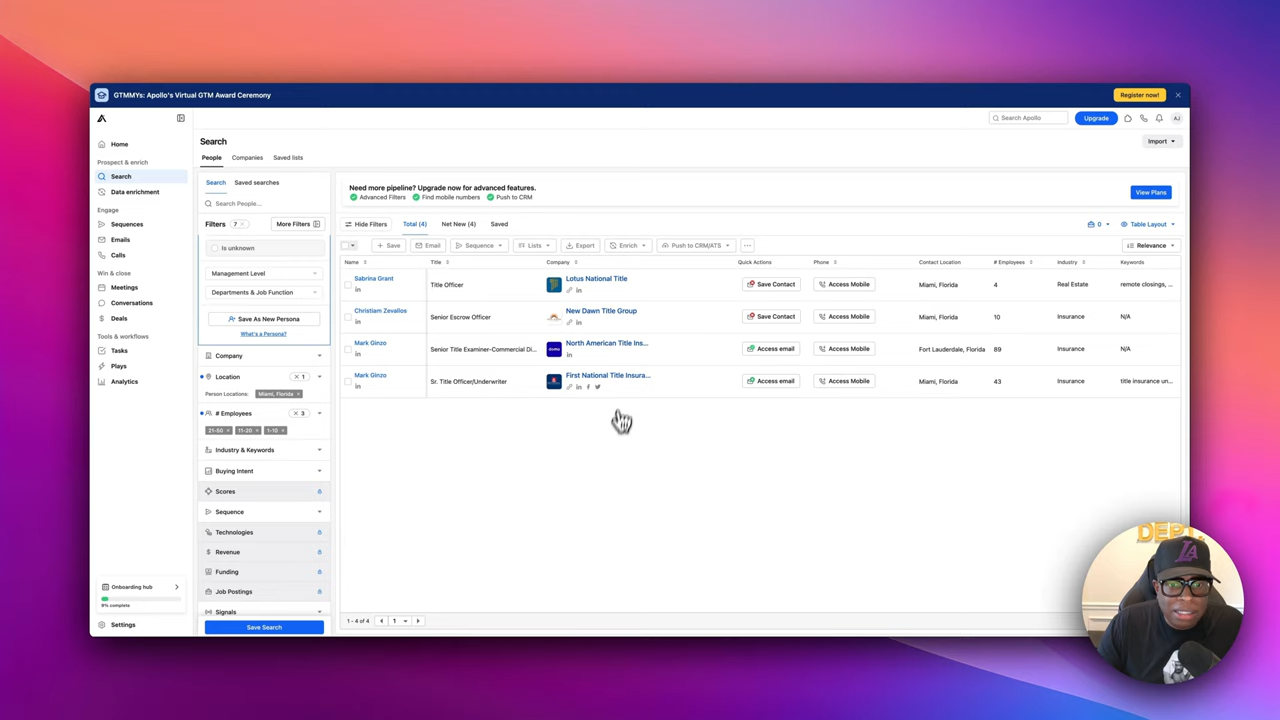 GTMMYs: Apollo's Virtual GTM Award Ceremony
Register now!
Search Apollo
Upgrade
AJ
Home
Prospect & enrich
Search
Data enrichment
Engage
Sequences
Emails
Calls
Win & close
Meetings
Conversations
Deals
Tools & workflows
Tasks
Plays
Analytics
Onboarding hub
9% complete
Settings
Search
Import
People Companies Saved lists
Search Saved searches
Search People...
Filters 7 More Filters
Is unknown
Management Level
Departments & Job Function
Save As New Persona
What's a Persona?
Company
Location 1
Person Locations: Miami, Florida
# Employees 3
21-50 11-20 1-10
Industry & Keywords
Buying Intent
Scores
Sequence
Technologies
Revenue
Funding
Job Postings
Signals
Save Search
Need more pipeline? Upgrade now for advanced features.
Advanced Filters Find mobile numbers Push to CRM
View Plans
Hide Filters Total (4) Net New (4) Saved 0 Table Layout
Save Email Sequence Lists Export Enrich Push to CRM/ATS ... Relevance
Name Title Company Quick Actions Phone Contact Location # Employees Industry Keywords
Sabrina Grant Title Officer Lotus National Title Save Contact Access Mobile Miami, Florida 4 Real Estate remote closings, ...
Christiam Zevallos Senior Escrow Officer New Dawn Title Group Save Contact Access Mobile Miami, Florida 10 Insurance N/A
Mark Ginzo Senior Title Examiner-Commercial Di... North American Title Ins... Access email Access Mobile Fort Lauderdale, Florida 89 Insurance N/A
Mark Ginzo Sr. Title Officer/Underwriter First National Title Insura... Access email Access Mobile Miami, Florida 43 Insurance title insurance un...
1 - 4 of 4 1
DEPT.
LA